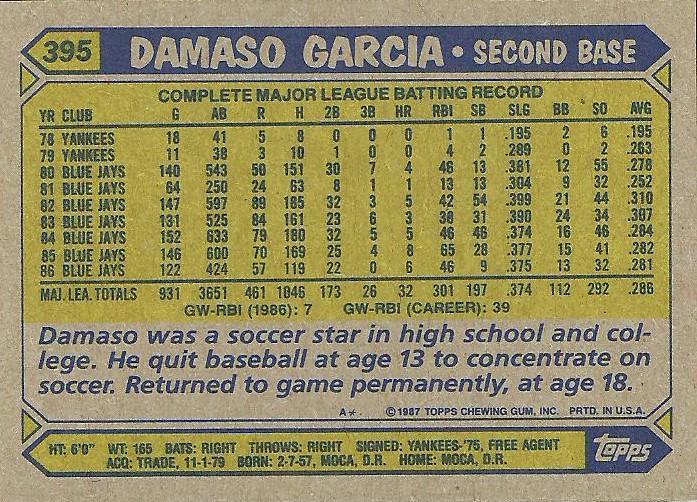 395 DAMASO GARCIA • SECOND BASE
COMPLETE MAJOR LEAGUE BATTING RECORD
YR CLUB G AB R H 2B 3B HR RBI SB SLG BB SO AVG
78 YANKEES 18 41 5 8 0 0 0 1 1 .195 2 6 .195
79 YANKEES 11 38 3 10 1 0 0 4 2 .289 0 2 .263
80 BLUE JAYS 140 543 50 151 30 7 4 46 13 .381 12 55 .278
81 BLUE JAYS 64 250 24 63 8 1 1 13 13 .304 9 32 .252
82 BLUE JAYS 147 597 89 185 32 3 5 42 54 .399 21 44 .310
83 BLUE JAYS 131 525 84 161 23 6 3 38 31 .390 24 34 .307
84 BLUE JAYS 152 633 79 180 32 5 5 46 46 .374 16 46 .284
85 BLUE JAYS 146 600 70 169 25 4 8 65 28 .377 15 41 .282
86 BLUE JAYS 122 424 57 119 22 0 6 46 9 .375 13 32 .281
MAJ. LEA. TOTALS 931 3651 461 1046 173 26 32 301 197 .374 112 292 .286
GW-RBI (1986): 7 GW-RBI (CAREER): 39
Damaso was a soccer star in high school and col-
lege. He quit baseball at age 13 to concentrate on
soccer. Returned to game permanently, at age 18.
A* ©1987 TOPPS CHEWING GUM, INC. PRTD. IN U.S.A.
HT: 6'0" WT: 165 BATS: RIGHT THROWS: RIGHT SIGNED: YANKEES-'75, FREE AGENT
ACQ: TRADE, 11-1-79 BORN: 2-7-57, MOCA, D.R. HOME: MOCA, D.R.
topps